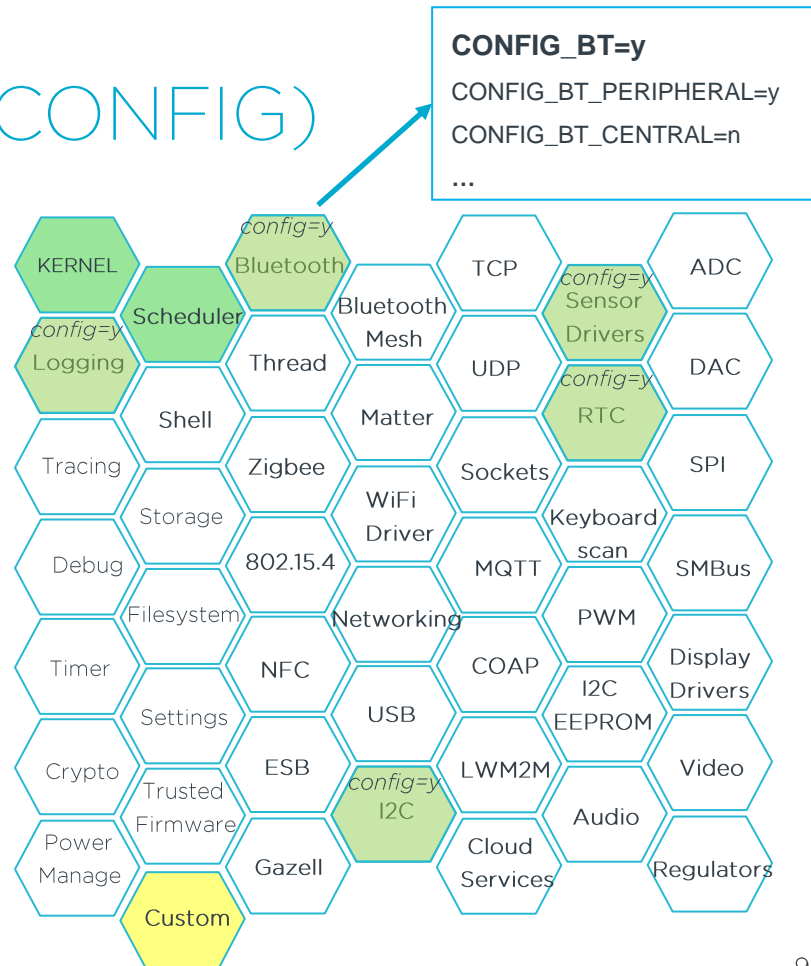 CONFIG_BT=y
CONFIG_BT_PERIPHERAL=y
CONFIG_BT_CENTRAL=n
...
CONFIG)
KERNEL
config=y
Logging
Tracing
Debug
Timer
Crypto
Power
Manage
Scheduler
Shell
Storage
Filesystem
Settings
Trusted
Firmware
Custom
config=y
Bluetooth
Thread
Zigbee
802.15.4
NFC
ESB
Gazell
Bluetooth
Mesh
Matter
WiFi
Driver
Networking
USB
config=y
I2C
TCP
UDP
Sockets
MQTT
COAP
LWM2M
Cloud
Services
config=y
Sensor
Drivers
config=y
RTC
Keyboard
scan
PWM
I2C
EEPROM
Audio
ADC
DAC
SPI
SMBus
Display
Drivers
Video
Regulators